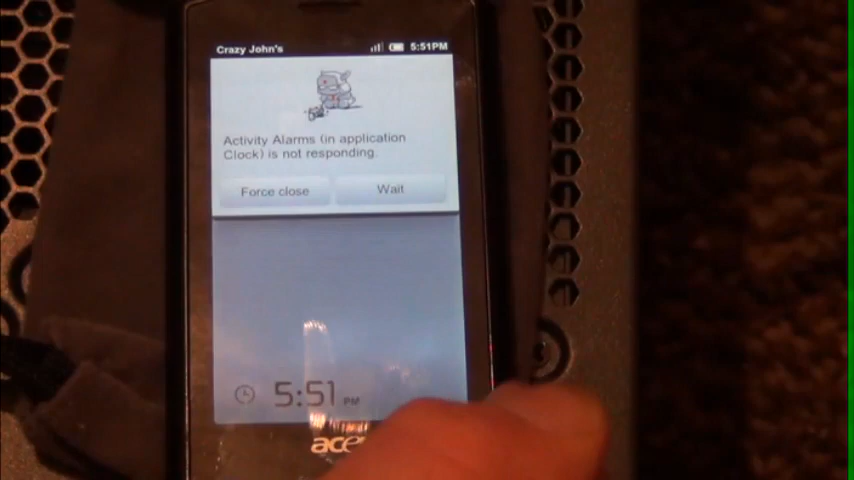 Crazy John's 5:51PM
Activity Alarms (in application
Clock) is not responding.
Force close Wait
5:51 PM
acer